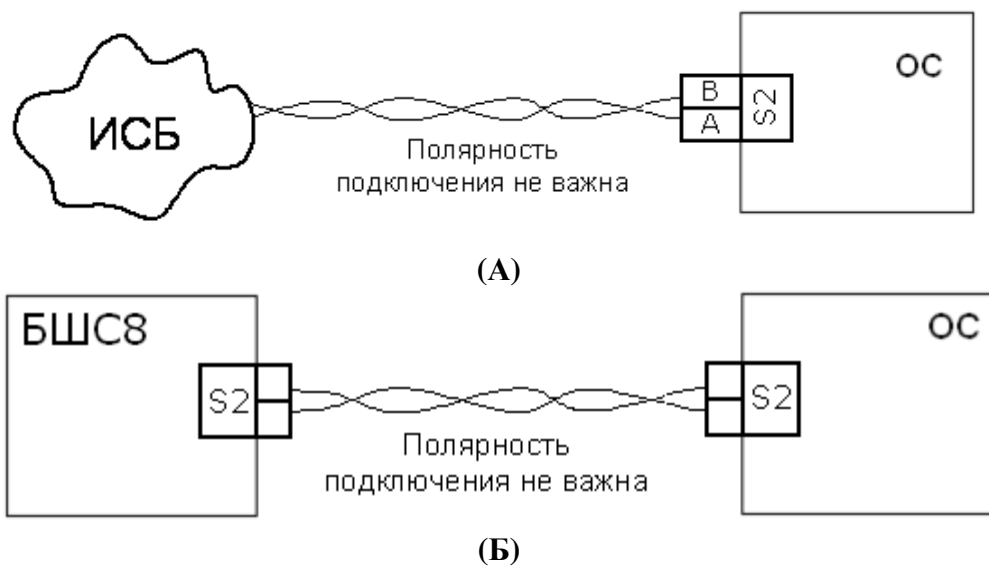 ИСБ
B
A
S2
ОС
Полярность
подключения не важна
(А)
БШС8
S2
S2
ОС
Полярность
подключения не важна
(Б)